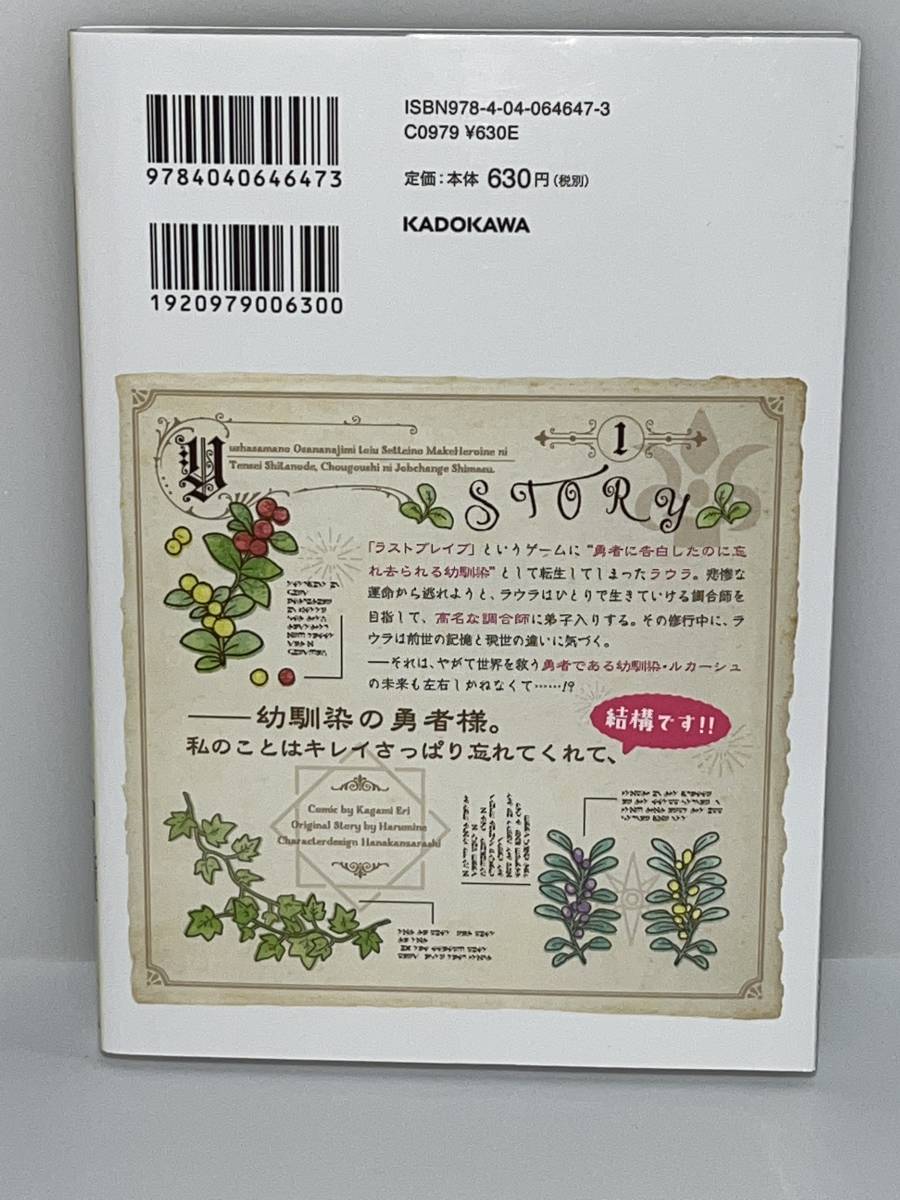 ISBN978-4-04-064647-3
C0979 ¥630E
9784040646473
定価：本体 630円（税別）
KADOKAWA
1920979006300
1
Yushasamano Osananajimi toiu Setteino MakeHeroine ni
Tensei Shitanode, Chougoushi ni Jobchange Shimasu.
STORY
「ラストブレイブ」というゲームに“勇者に告白したのに忘
れ去られる幼馴染”として転生してしまったラウラ。悲惨な
運命から逃れようと、ラウラはひとりで生きていける調合師を
目指して、高名な調合師に弟子入りする。その修行中に、ラ
ウラは前世の記憶と現世の違いに気づく。
――それは、やがて世界を救う勇者である幼馴染・ルカーシュ
の未来も左右しかねなくて……!?
――幼馴染の勇者様。
私のことはキレイさっぱり忘れてくれて、
結構です!!
Comic by Kagami Eri
Original Story by Harumino
Characterdesign Hanakansarashi